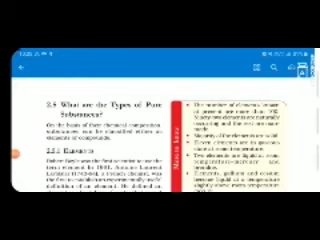 2.5 What are the Types of Pure
Substances?
On the basis of their chemical composition
substances can be classified either as
elements or compounds.
2.5.1 ELEMENTS
Robert Boyle was the first scientist to use the
term element in 1661. Antoine Laurent
Lavoisier (1743–94), a French chemist, was
the first to establish an experimentally useful
definition of an element. He defined an
More to know
• The number of elements known
at present are more than 100.
Ninety-two elements are naturally
occurring and the rest are man-
made.
• Majority of the elements are solid.
• Eleven elements are in gaseous
state at room temperature.
• Two elements are liquid at room
temperature–mercury and
bromine.
• Elements, gallium and cesium
become liquid at a temperature
slightly above room temperature